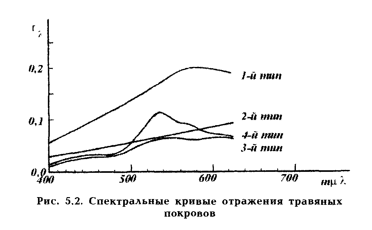 r λ
0,2
1-й тип
0,1
2-й тип
4-й тип
3-й тип
0,0
400 500 600 700 mμ λ
Рис. 5.2. Спектральные кривые отражения травяных
покровов